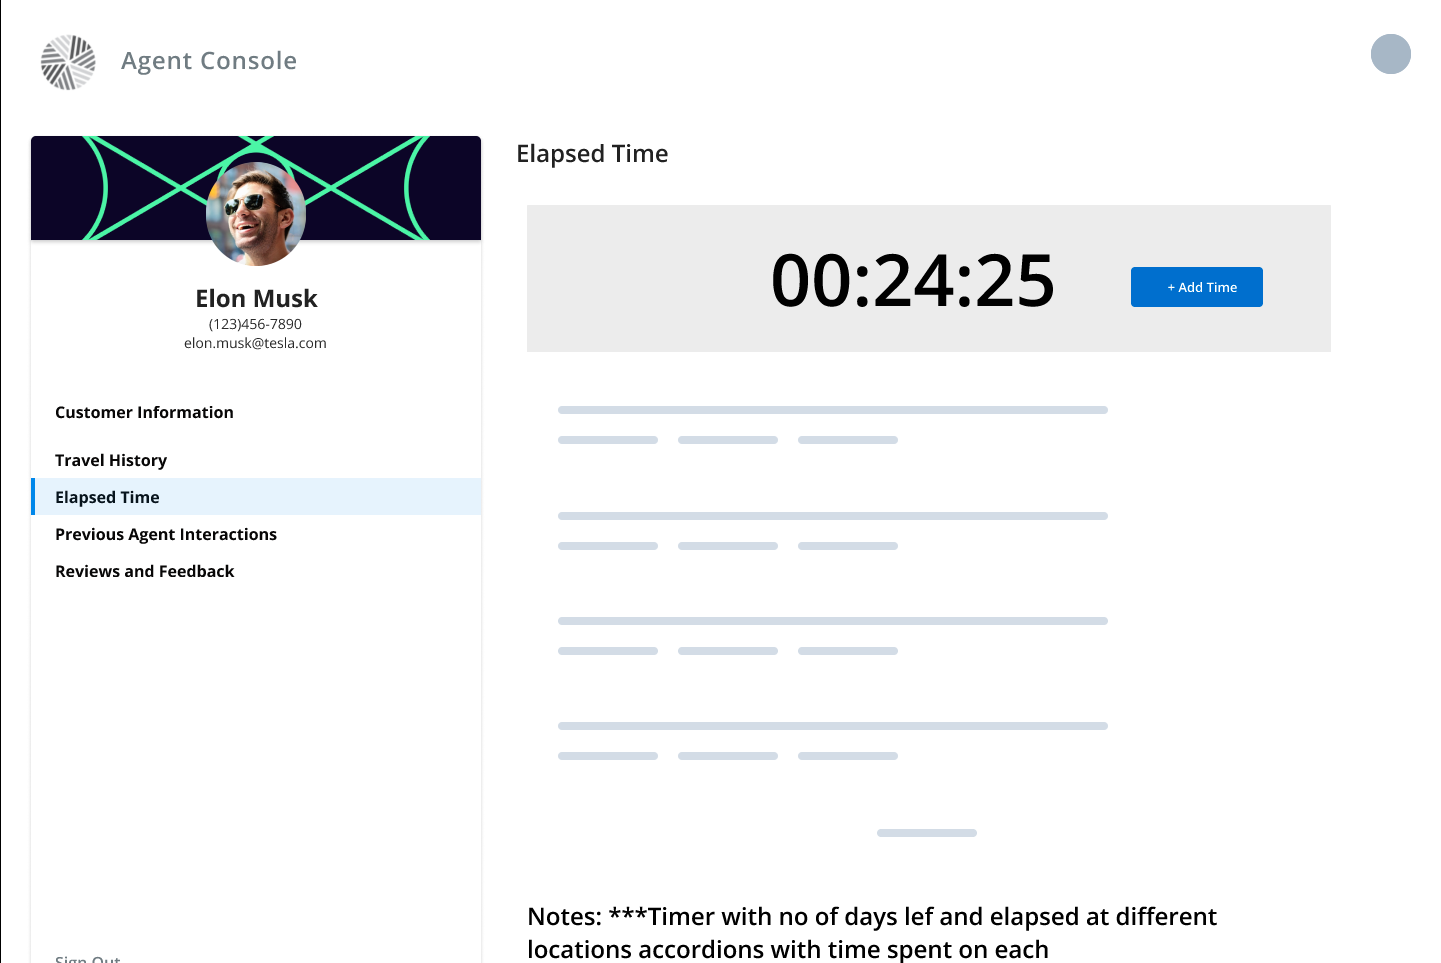 Agent Console
Elapsed Time
00:24:25
+ Add Time
Elon Musk
(123)456-7890
elon.musk@tesla.com
Customer Information
Travel History
Elapsed Time
Previous Agent Interactions
Reviews and Feedback
Sign Out
Notes: ***Timer with no of days lef and elapsed at different
locations accordions with time spent on each